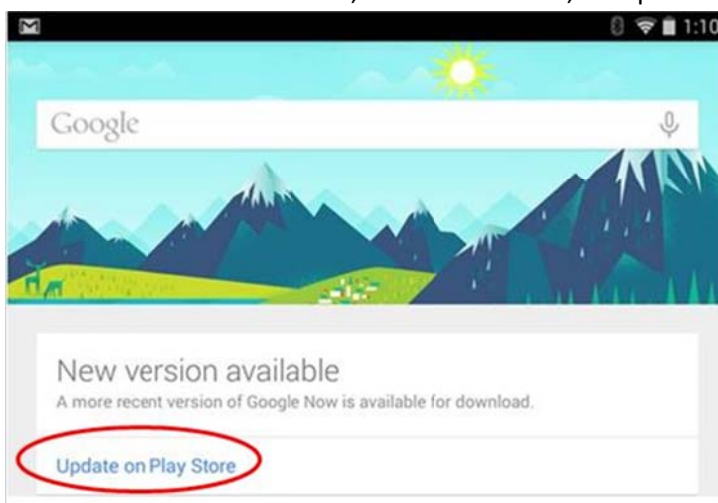 1:10
Google
New version available
A more recent version of Google Now is available for download.
Update on Play Store